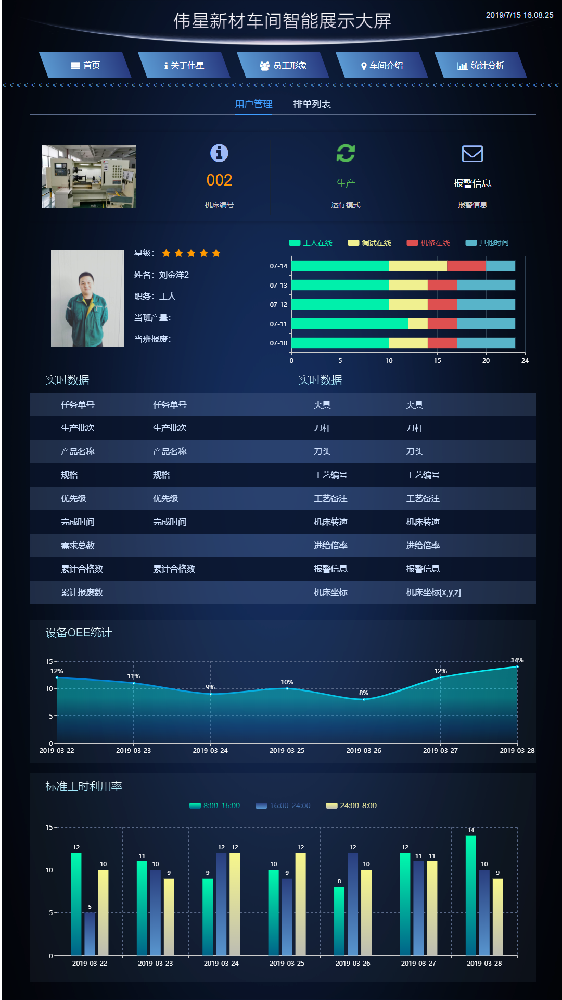 伟星新材车间智能展示大屏
2019/7/15 16:08:25
首页 关于伟星 员工形象 车间介绍 统计分析
< < < < < < < < < < < < < < < < < < < < < < < < < < < < < < < < < < < < < < < < < < < < < < < < < < < < < < < < < < < < < < < < < < < < < < < < < < < < < <
用户管理 排单列表
002 生产 报警信息
机床编号 运行模式 报警信息
星级： ★ ★ ★ ★ ★
姓名：刘金洋2
职务：工人
当班产量：
当班报废：
工人在线 调试在线 机修在线 其他时间
07-14
07-13
07-12
07-11
07-10
0 5 10 15 20 24
实时数据 实时数据
任务单号 任务单号 夹具 夹具
生产批次 生产批次 刀杆 刀杆
产品名称 产品名称 刀头 刀头
规格 规格 工艺编号 工艺编号
优先级 优先级 工艺备注 工艺备注
完成时间 完成时间 机床转速 机床转速
需求总数 进给倍率 进给倍率
累计合格数 累计合格数 报警信息 报警信息
累计报废数 机床坐标 机床坐标[x,y,z]
设备OEE统计
15
10
5
0
12% 11% 9% 10% 8% 12% 14%
2019-03-22 2019-03-23 2019-03-24 2019-03-25 2019-03-26 2019-03-27 2019-03-28
标准工时利用率
8:00-16:00 16:00-24:00 24:00-8:00
15
10
5
0
12 5 10 11 10 9 9 12 12 10 9 12 8 12 10 12 11 11 14 10 9
2019-03-22 2019-03-23 2019-03-24 2019-03-25 2019-03-26 2019-03-27 2019-03-28